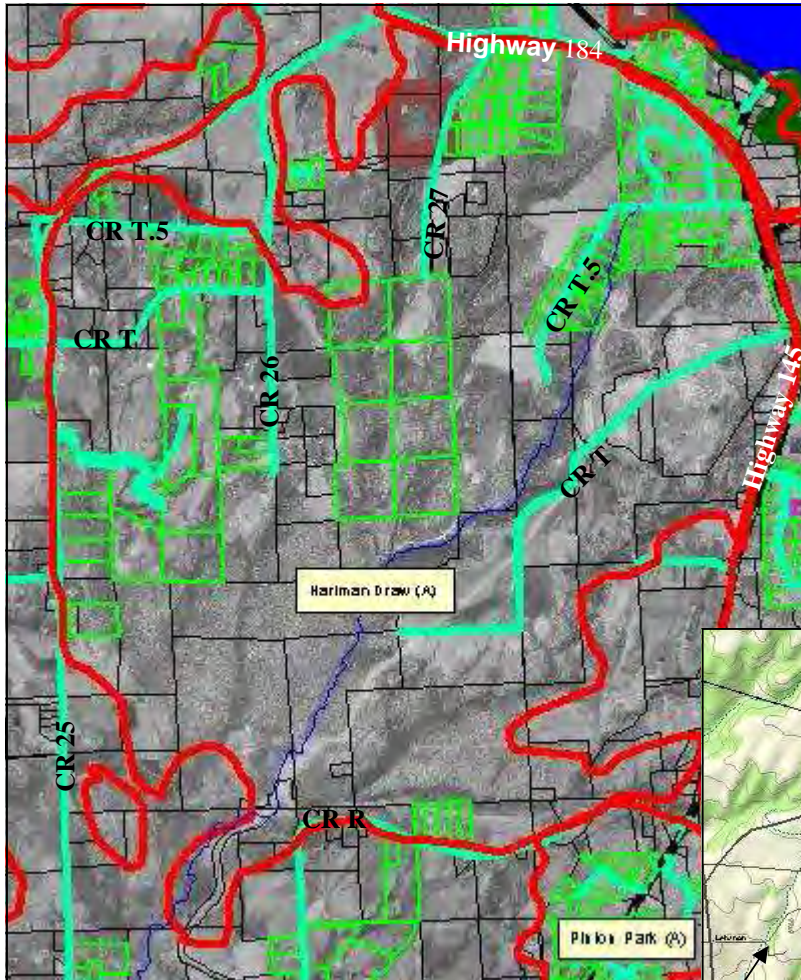 Highway 184
CR T.5
CR 27
CR T.5
CR T
CR 26
Highway 145
CR T
Hariman Draw (A)
CR 25
CR R
Pinion Park (A)